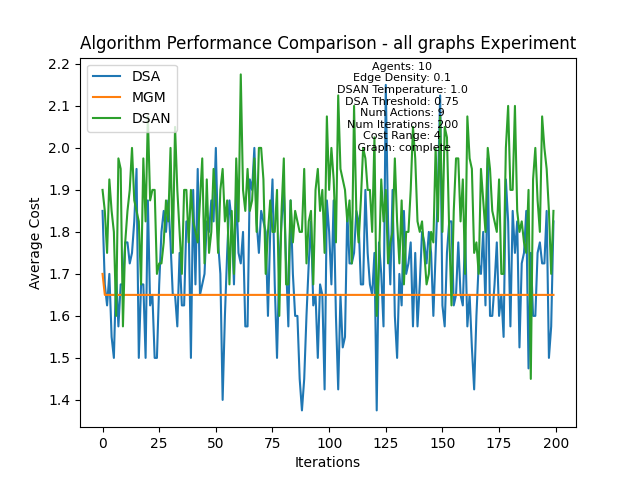 Algorithm Performance Comparison - all graphs Experiment
DSA
MGM
DSAN
Agents: 10
Edge Density: 0.1
DSAN Temperature: 1.0
DSA Threshold: 0.75
Num Actions: 9
Num Iterations: 200
Cost Range: 4
Graph: complete
2.2
2.1
2.0
1.9
1.8
1.7
1.6
1.5
1.4
Average Cost
0 25 50 75 100 125 150 175 200
Iterations